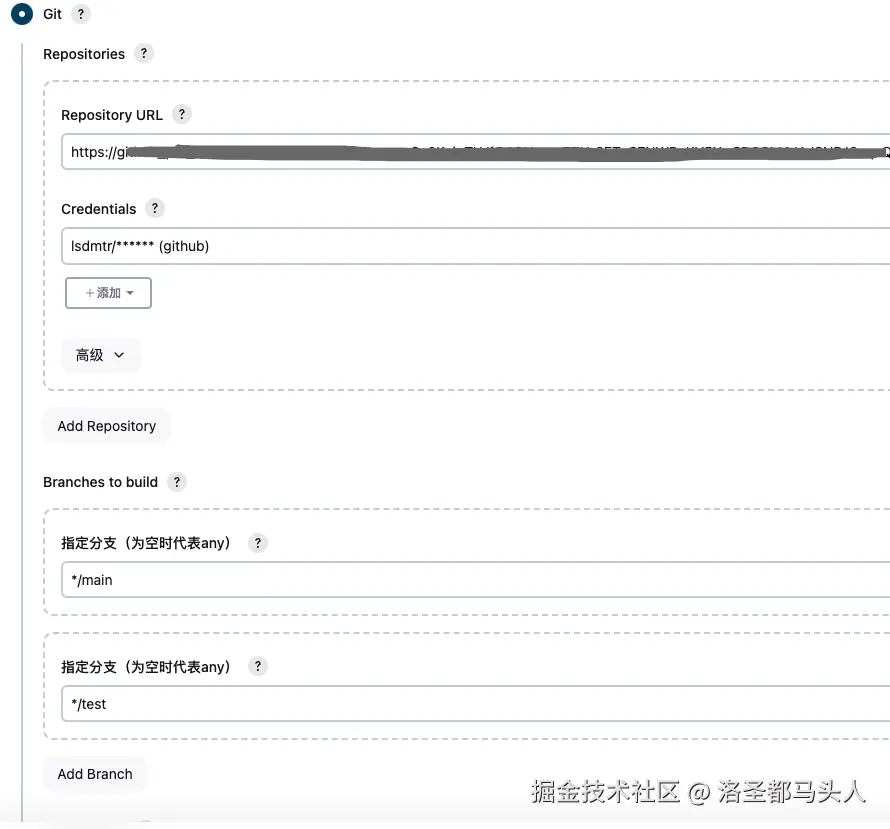 Git ?
Repositories ?
Repository URL ?
https://gi
Credentials ?
lsdmtr/****** (github)
+添加
高级
Add Repository
Branches to build ?
指定分支（为空时代表any） ?
*/main
指定分支（为空时代表any） ?
*/test
Add Branch
掘金技术社区 @ 洛圣都马头人